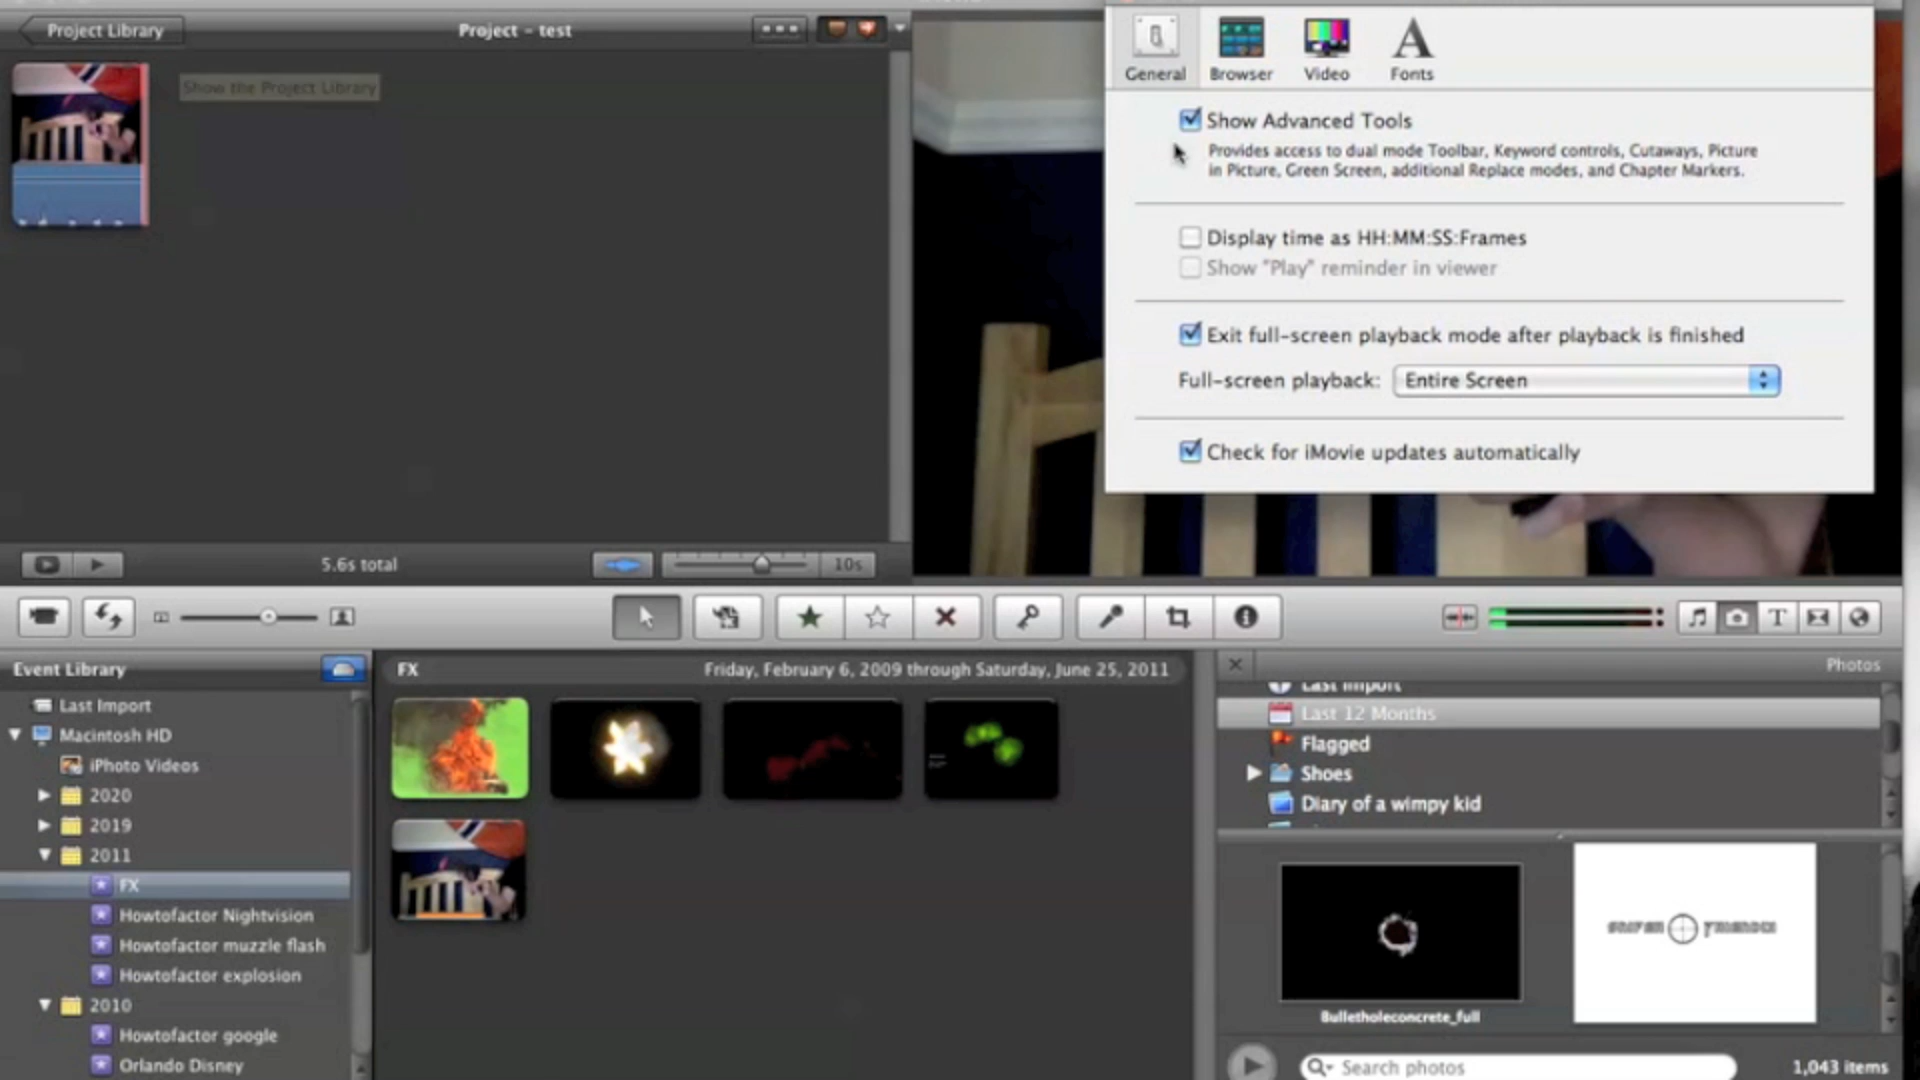 Project Library
Project - test
Show the Project Library
General
Browser
Video
Fonts
Show Advanced Tools
Provides access to dual mode Toolbar, Keyword controls, Cutaways, Picture
in Picture, Green Screen, additional Replace modes, and Chapter Markers.
Display time as HH:MM:SS:Frames
Show "Play" reminder in viewer
Exit full-screen playback mode after playback is finished
Full-screen playback: Entire Screen
Check for iMovie updates automatically
5.6s total
10s
Event Library
Last Import
Macintosh HD
iPhoto Videos
2020
2019
2011
FX
Howtofactor Nightvision
Howtofactor muzzle flash
Howtofactor explosion
2010
Howtofactor google
Orlando Disney
FX
Friday, February 6, 2009 through Saturday, June 25, 2011
Photos
Last Import
Last 12 Months
Flagged
Shoes
Diary of a wimpy kid
Bulletholeconcrete_full
Search photos
1,043 items